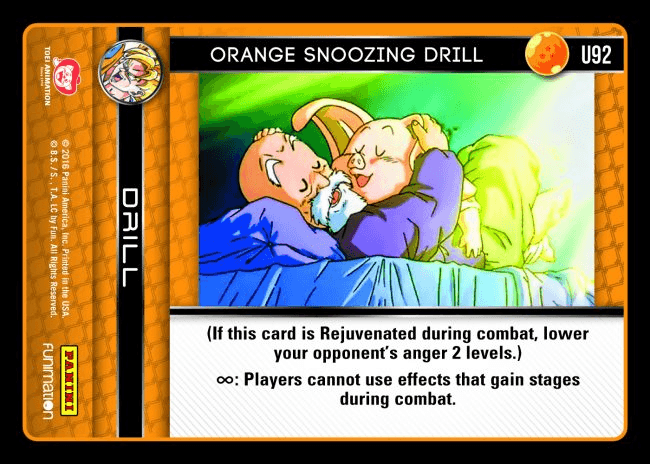 ORANGE SNOOZING DRILL
U92
DRILL
(If this card is Rejuvenated during combat, lower
your opponent's anger 2 levels.)
∞: Players cannot use effects that gain stages
during combat.
TOEI ANIMATION
© 2016 Panini America, Inc. Printed in the USA.
© B.S./S., T.A. LC by Fun. All Rights Reserved.
PANINI
FUNIMATION